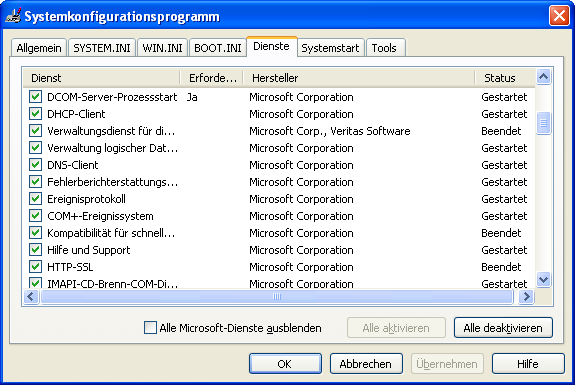 Systemkonfigurationsprogramm
Allgemein SYSTEM.INI WIN.INI BOOT.INI Dienste Systemstart Tools
Dienst Erforde... Hersteller Status
DCOM-Server-Prozessstart Ja Microsoft Corporation Gestartet
DHCP-Client Microsoft Corporation Gestartet
Verwaltungsdienst für di... Microsoft Corp., Veritas Software Beendet
Verwaltung logischer Dat... Microsoft Corporation Gestartet
DNS-Client Microsoft Corporation Gestartet
Fehlerberichterstattungs... Microsoft Corporation Gestartet
Ereignisprotokoll Microsoft Corporation Gestartet
COM+-Ereignissystem Microsoft Corporation Gestartet
Kompatibilität für schnell... Microsoft Corporation Beendet
Hilfe und Support Microsoft Corporation Gestartet
HTTP-SSL Microsoft Corporation Beendet
IMAPI-CD-Brenn-COM-Di... Microsoft Corporation Gestartet
Alle Microsoft-Dienste ausblenden Alle aktivieren Alle deaktivieren
OK Abbrechen Übernehmen Hilfe